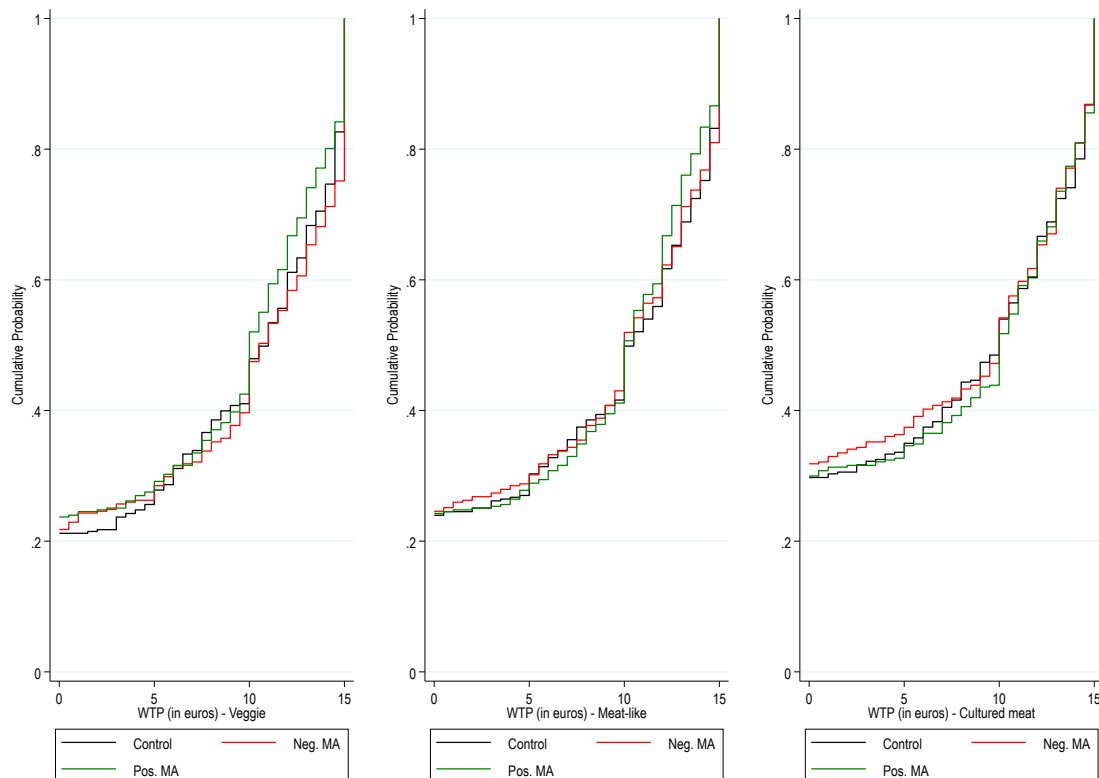 1
.8
.6
.4
.2
0
Cumulative Probability
0 5 10 15
WTP (in euros) - Veggie
Control Neg. MA
Pos. MA
1
.8
.6
.4
.2
0
Cumulative Probability
0 5 10 15
WTP (in euros) - Meat-like
Control Neg. MA
Pos. MA
1
.8
.6
.4
.2
0
Cumulative Probability
0 5 10 15
WTP (in euros) - Cultured meat
Control Neg. MA
Pos. MA